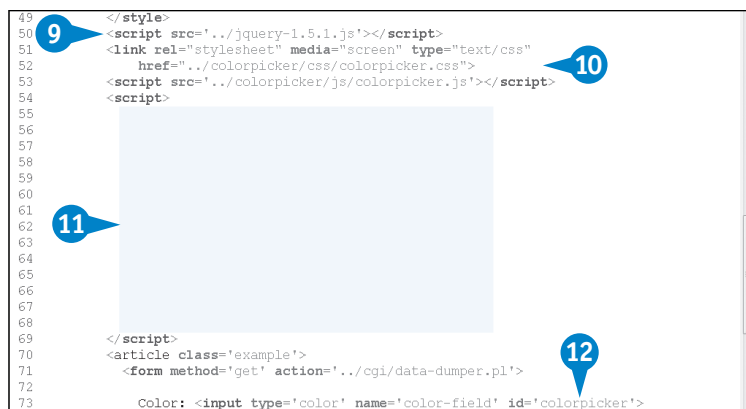 49 </style>
9
50 <script src='../jquery-1.5.1.js'></script>
51 <link rel="stylesheet" media="screen" type="text/css"
52 href="../colorpicker/css/colorpicker.css">
10
53 <script src='../colorpicker/js/colorpicker.js'></script>
54 <script>
55
56
57
58
59
60
61
11
62
63
64
65
66
67
68
69 </script>
70 <article class='example'>
12
71 <form method='get' action='../cgi/data-dumper.pl'>
72
73 Color: <input type='color' name='color-field' id='colorpicker'>